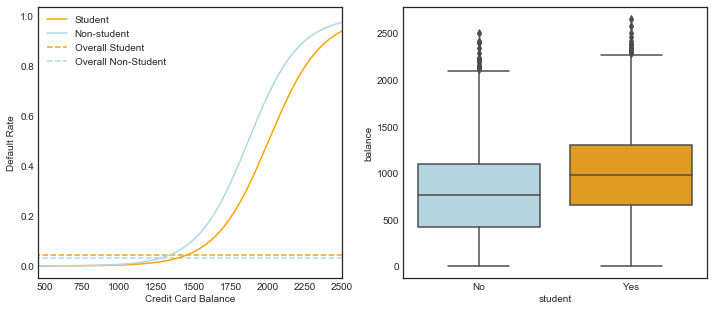 1.0
0.8
0.6
0.4
0.2
0.0
Default Rate
Student
Non-student
Overall Student
Overall Non-Student
500 750 1000 1250 1500 1750 2000 2250 2500
Credit Card Balance
2500
2000
1500
1000
500
0
balance
No Yes
student